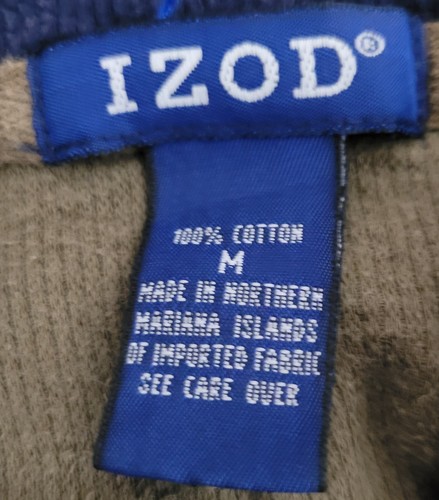 IZOD®
100% COTTON
M
MADE IN NORTHERN
MARIANA ISLANDS
OF IMPORTED FABRIC
SEE CARE OVER